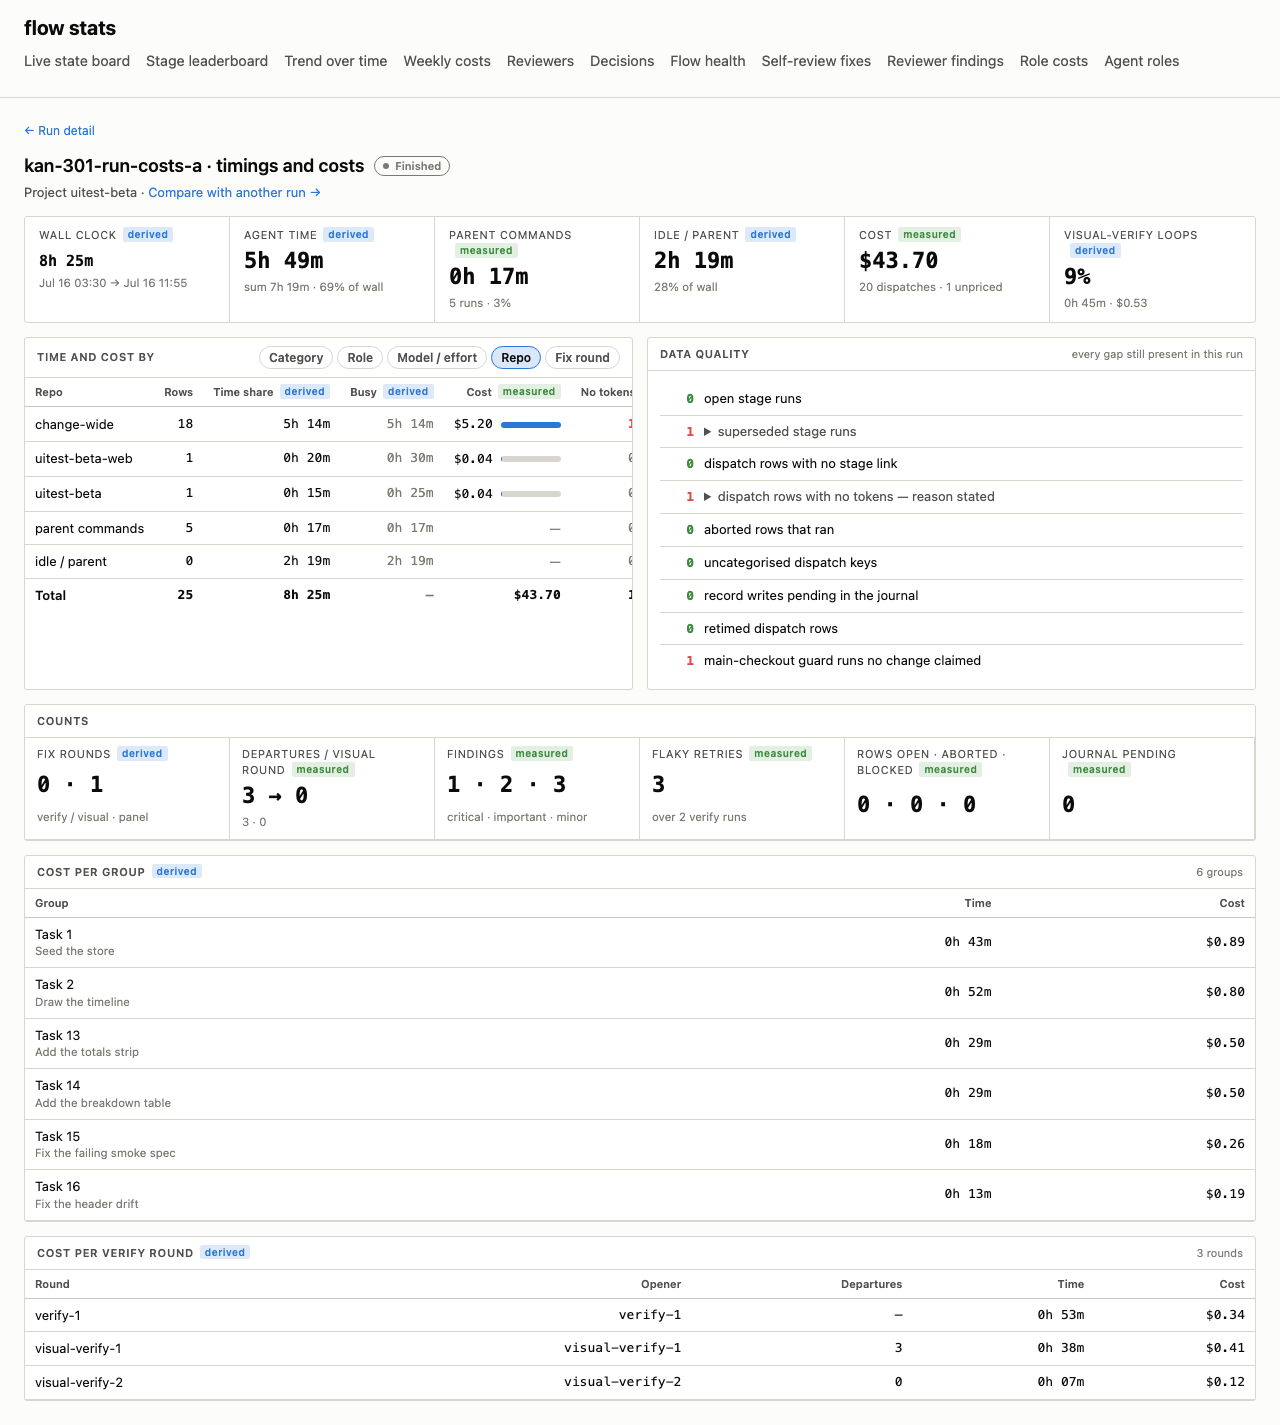 flow stats
Live state board Stage leaderboard Trend over time Weekly costs Reviewers Decisions Flow health Self-review fixes Reviewer findings Role costs Agent roles
← Run detail
kan-301-run-costs-a · timings and costs Finished
Project uitest-beta · Compare with another run →
WALL CLOCK derived
8h 25m
Jul 16 03:30 → Jul 16 11:55
AGENT TIME derived
5h 49m
sum 7h 19m · 69% of wall
PARENT COMMANDS
measured
0h 17m
5 runs · 3%
IDLE / PARENT derived
2h 19m
28% of wall
COST measured
$43.70
20 dispatches · 1 unpriced
VISUAL-VERIFY LOOPS
derived
9%
0h 45m · $0.53
TIME AND COST BY Category Role Model / effort Repo Fix round
Repo Rows Time share derived Busy derived Cost measured No tokens
change-wide 18 5h 14m 5h 14m $5.20
uitest-beta-web 1 0h 20m 0h 30m $0.04
uitest-beta 1 0h 15m 0h 25m $0.04
parent commands 5 0h 17m 0h 17m —
idle / parent 0 2h 19m 2h 19m —
Total 25 8h 25m — $43.70
DATA QUALITY every gap still present in this run
0 open stage runs
1 ▶ superseded stage runs
0 dispatch rows with no stage link
1 ▶ dispatch rows with no tokens — reason stated
0 aborted rows that ran
0 uncategorised dispatch keys
0 record writes pending in the journal
0 retimed dispatch rows
1 main-checkout guard runs no change claimed
COUNTS
FIX ROUNDS derived
0 · 1
verify / visual · panel
DEPARTURES / VISUAL
ROUND measured
3 → 0
3 · 0
FINDINGS measured
1 · 2 · 3
critical · important · minor
FLAKY RETRIES measured
3
over 2 verify runs
ROWS OPEN · ABORTED ·
BLOCKED measured
0 · 0 · 0
JOURNAL PENDING
measured
0
COST PER GROUP derived 6 groups
Group Time Cost
Task 1 0h 43m $0.89
Seed the store
Task 2 0h 52m $0.80
Draw the timeline
Task 13 0h 29m $0.50
Add the totals strip
Task 14 0h 29m $0.50
Add the breakdown table
Task 15 0h 18m $0.26
Fix the failing smoke spec
Task 16 0h 13m $0.19
Fix the header drift
COST PER VERIFY ROUND derived 3 rounds
Round Opener Departures Time Cost
verify-1 verify-1 — 0h 53m $0.34
visual-verify-1 visual-verify-1 3 0h 38m $0.41
visual-verify-2 visual-verify-2 0 0h 07m $0.12